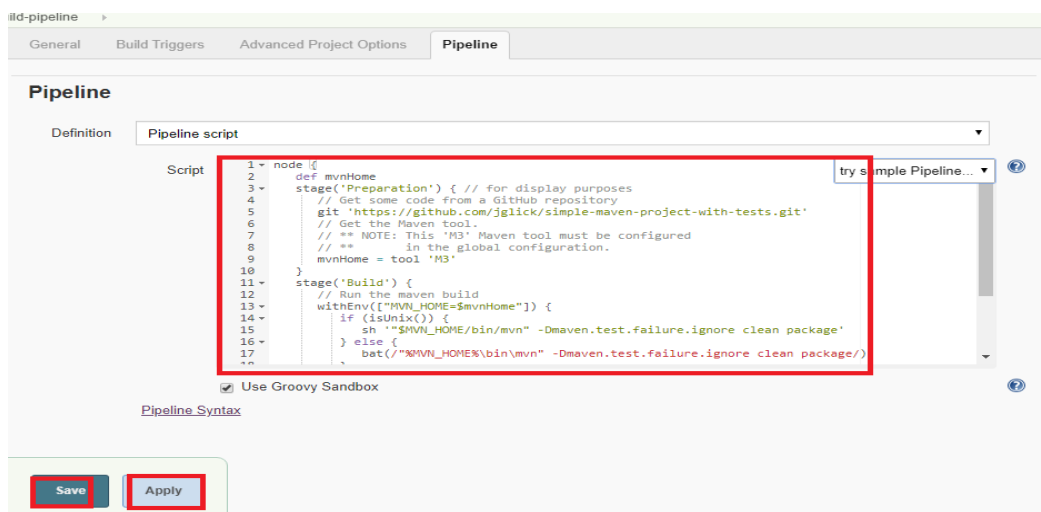 ild-pipeline
General Build Triggers Advanced Project Options Pipeline
Pipeline
Definition Pipeline script
Script
try sample Pipeline...
1 node {
2 def mvnHome
3 stage('Preparation') { // for display purposes
4 // Get some code from a GitHub repository
5 git 'https://github.com/jglick/simple-maven-project-with-tests.git'
6 // Get the Maven tool.
7 // ** NOTE: This 'M3' Maven tool must be configured
8 // ** in the global configuration.
9 mvnHome = tool 'M3'
10 }
11 stage('Build') {
12 // Run the maven build
13 withEnv(["MVN_HOME=$mvnHome"]) {
14 if (isUnix()) {
15 sh '"$MVN_HOME/bin/mvn" -Dmaven.test.failure.ignore clean package'
16 } else {
17 bat(/"%MVN_HOME%\bin\mvn" -Dmaven.test.failure.ignore clean package/)
Use Groovy Sandbox
Pipeline Syntax
Save Apply